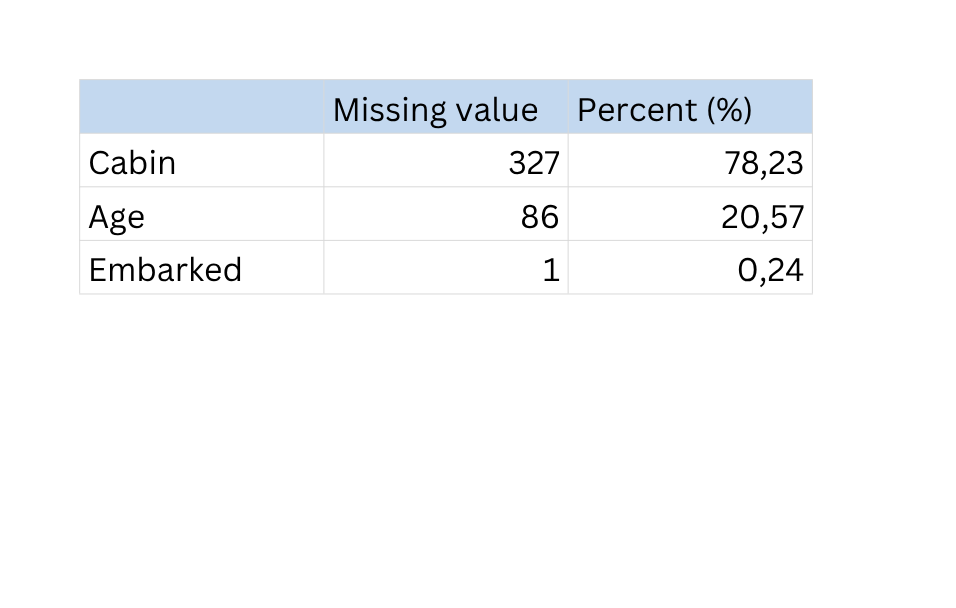 Missing value Percent (%)
Cabin 327 78,23
Age 86 20,57
Embarked 1 0,24